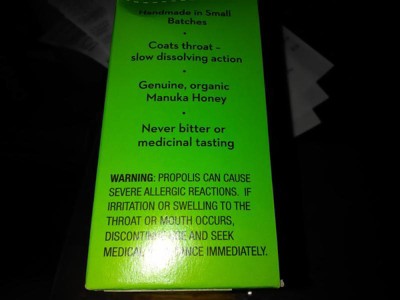 Handmade in Small
Batches
•
Coats throat -
slow dissolving action
•
Genuine, organic
Manuka Honey
•
Never bitter or
medicinal tasting
WARNING: PROPOLIS CAN CAUSE
SEVERE ALLERGIC REACTIONS. IF
IRRITATION OR SWELLING TO THE
THROAT OR MOUTH OCCURS,
DISCONTINUE USE AND SEEK
MEDICAL ASSISTANCE IMMEDIATELY.